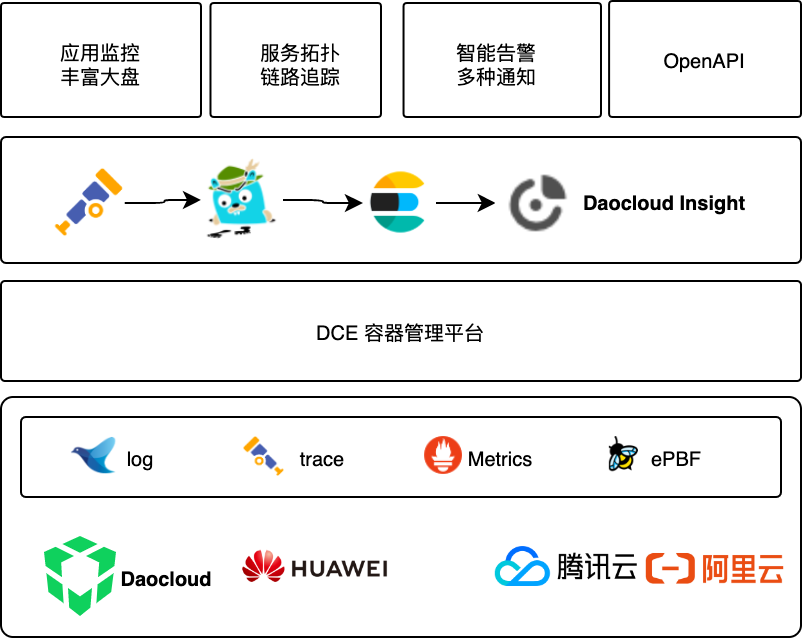 应用监控
丰富大盘
服务拓扑
链路追踪
智能告警
多种通知
OpenAPI
Daocloud Insight
DCE 容器管理平台
log
trace
Metrics
ePBF
Daocloud
HUAWEI
腾讯云
阿里云